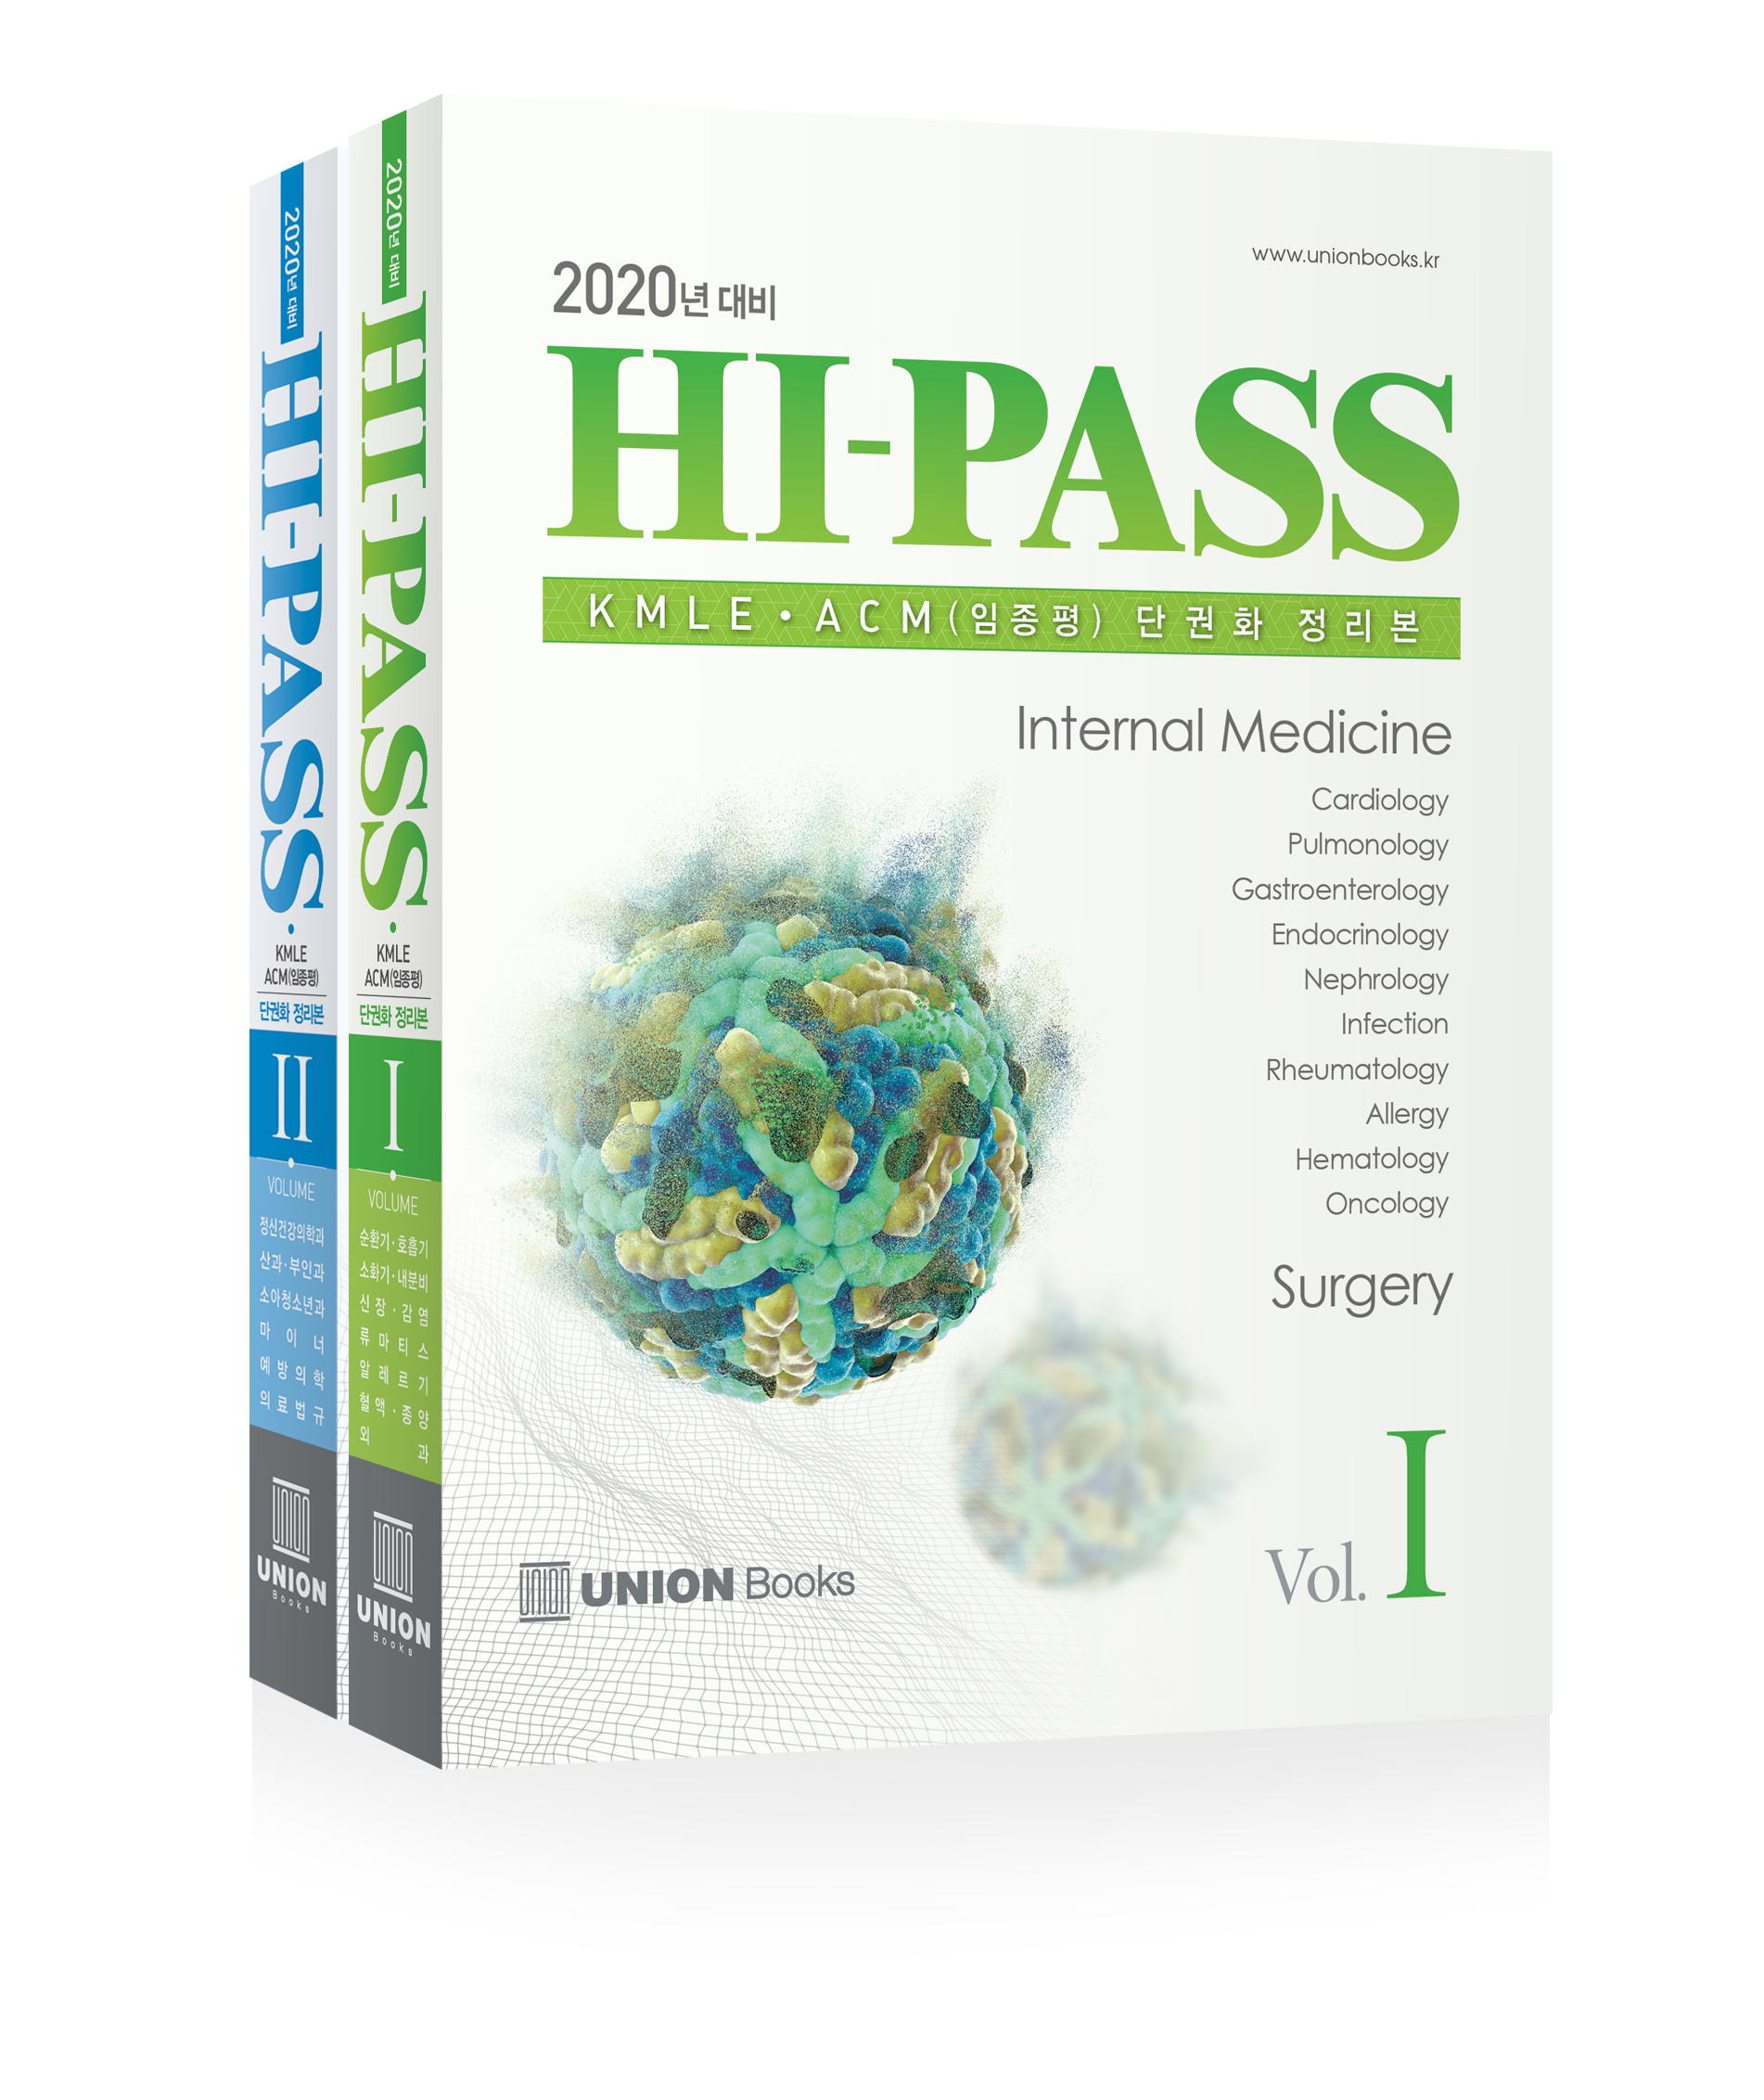 www.unionbooks.kr
2020년 대비
HI-PASS
KMLE · ACM(임종평) 단권화 정리본
Internal Medicine
Cardiology
Pulmonology
Gastroenterology
Endocrinology
Nephrology
Infection
Rheumatology
Allergy
Hematology
Oncology
Surgery
Vol. I
UNION
UNION Books
2020년 대비
HI-PASS
KMLE
ACM(임종평)
단권화 정리본
I
VOLUME
순환기·호흡기
소화기·내분비
신장·감염
류마티스
알레르기
혈액·종양
외과
UNION
UNION
Books
2020년 대비
HI-PASS
KMLE
ACM(임종평)
단권화 정리본
II
VOLUME
정신건강의학과
산과·부인과
소아청소년과
마이너
예방의학
의료법규
UNION
UNION
Books